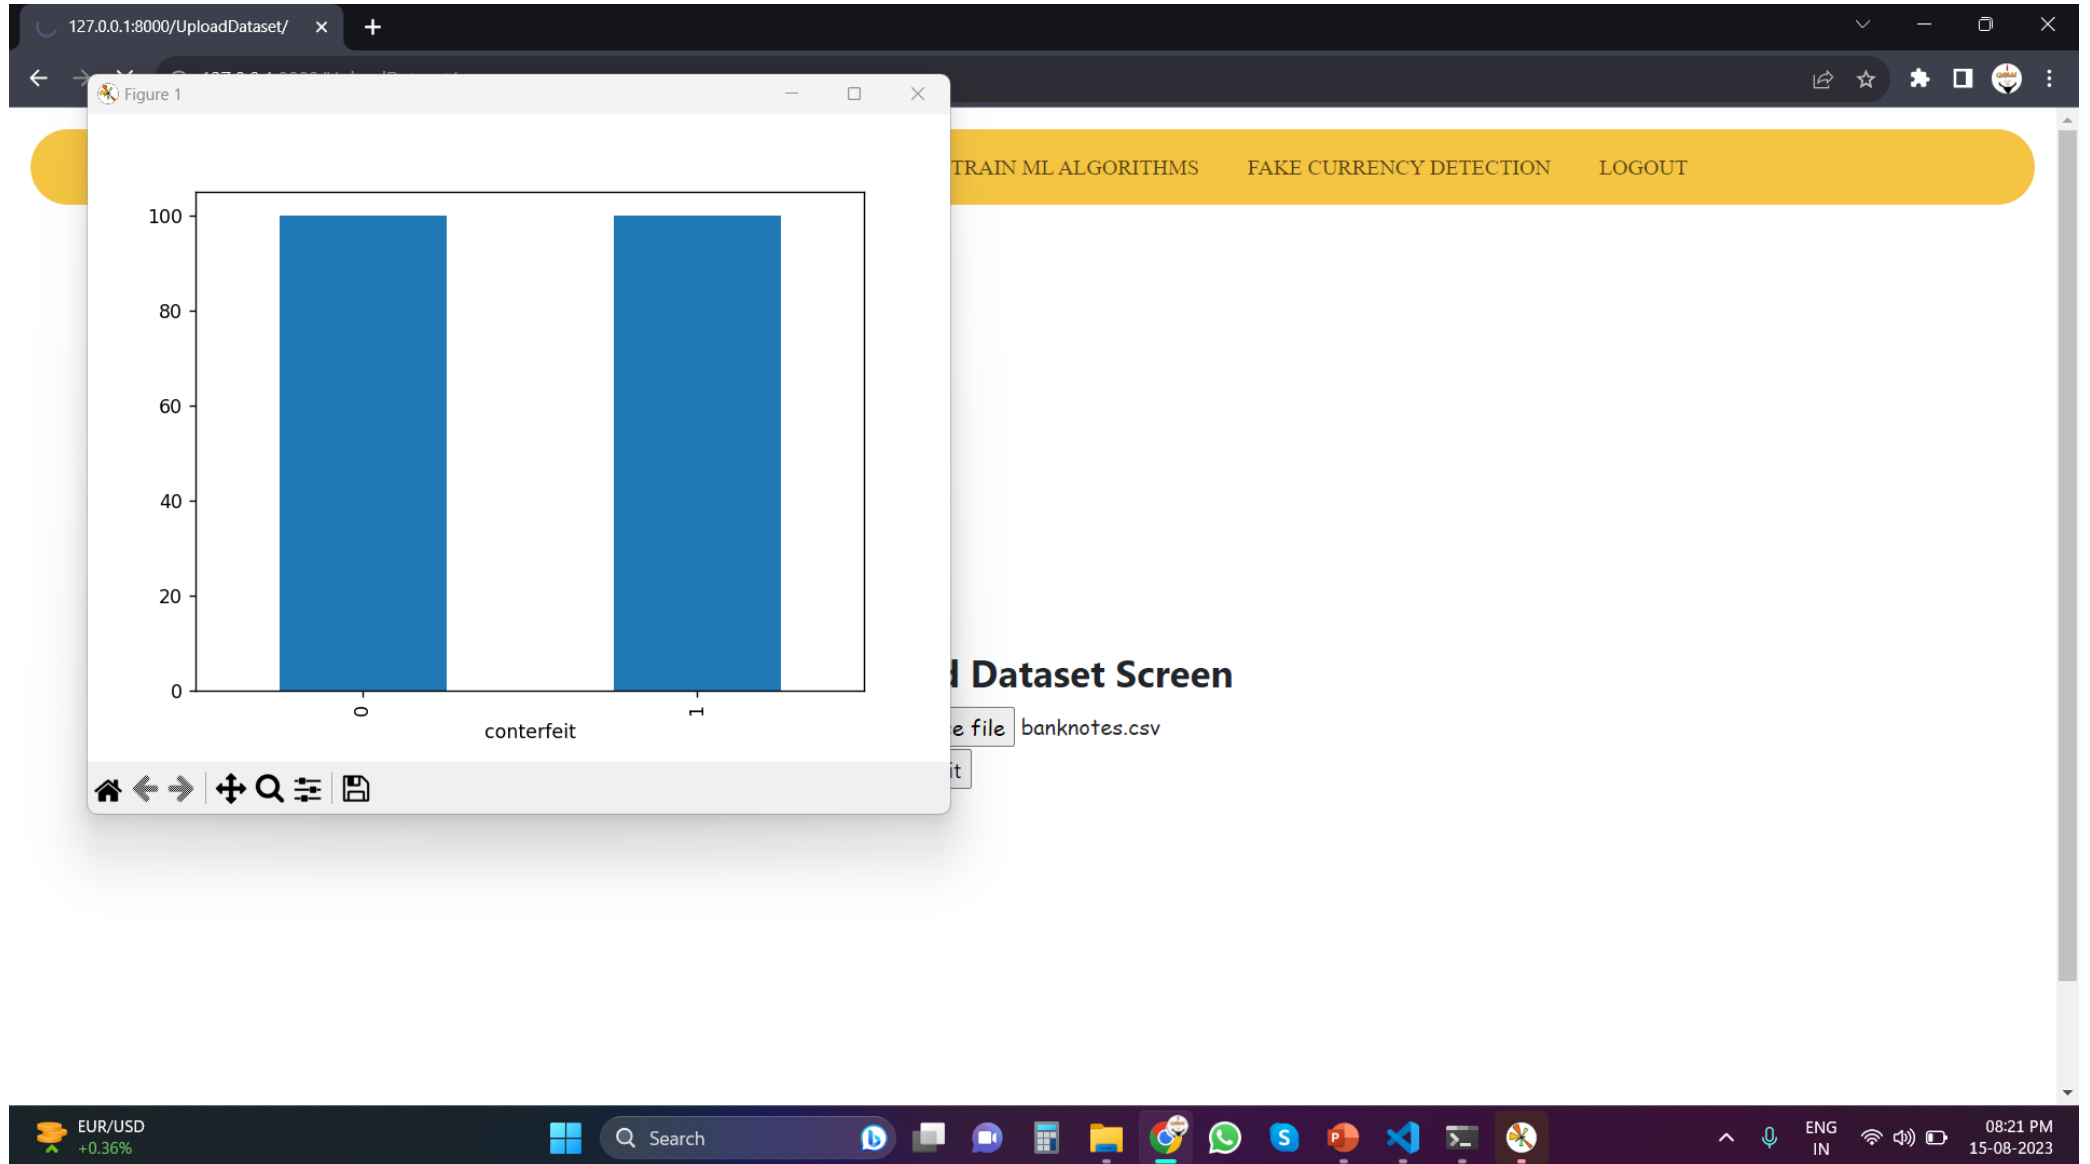 127.0.0.1:8000/UploadDataset/
Figure 1
TRAIN ML ALGORITHMS FAKE CURRENCY DETECTION LOGOUT
100
80
60
40
20
0
0 1
conterfeit
Dataset Screen
file banknotes.csv
EUR/USD
+0.36%
Search
ENG
IN
08:21 PM
15-08-2023